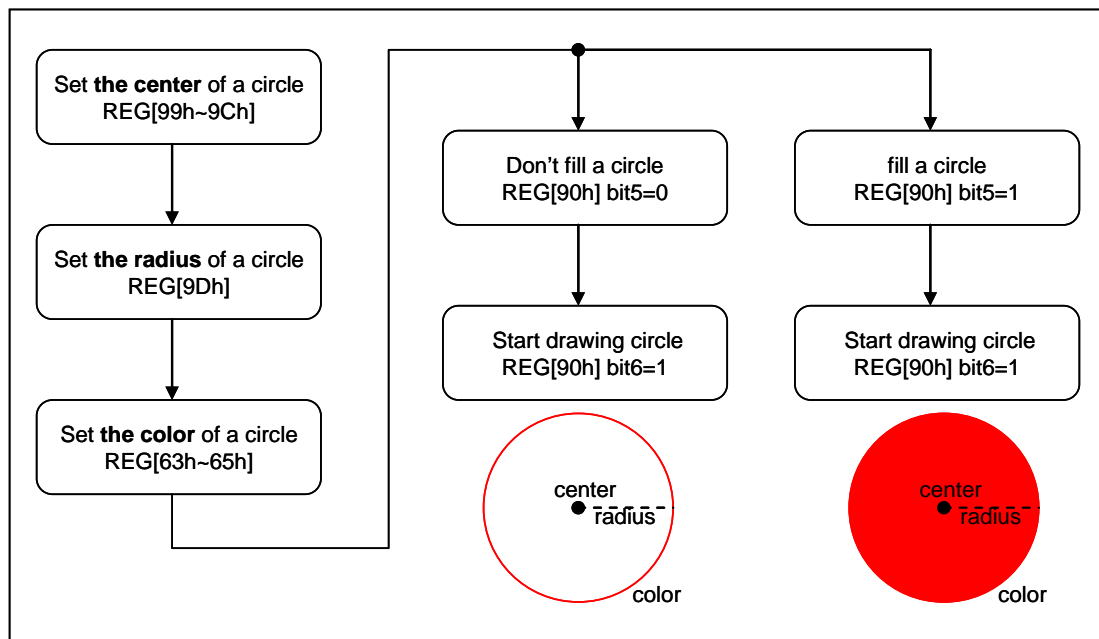 Set the center of a circle
REG[99h~9Ch]
Set the radius of a circle
REG[9Dh]
Set the color of a circle
REG[63h~65h]
Don't fill a circle
REG[90h] bit5=0
Start drawing circle
REG[90h] bit6=1
center
radius
color
fill a circle
REG[90h] bit5=1
Start drawing circle
REG[90h] bit6=1
center
radius
color